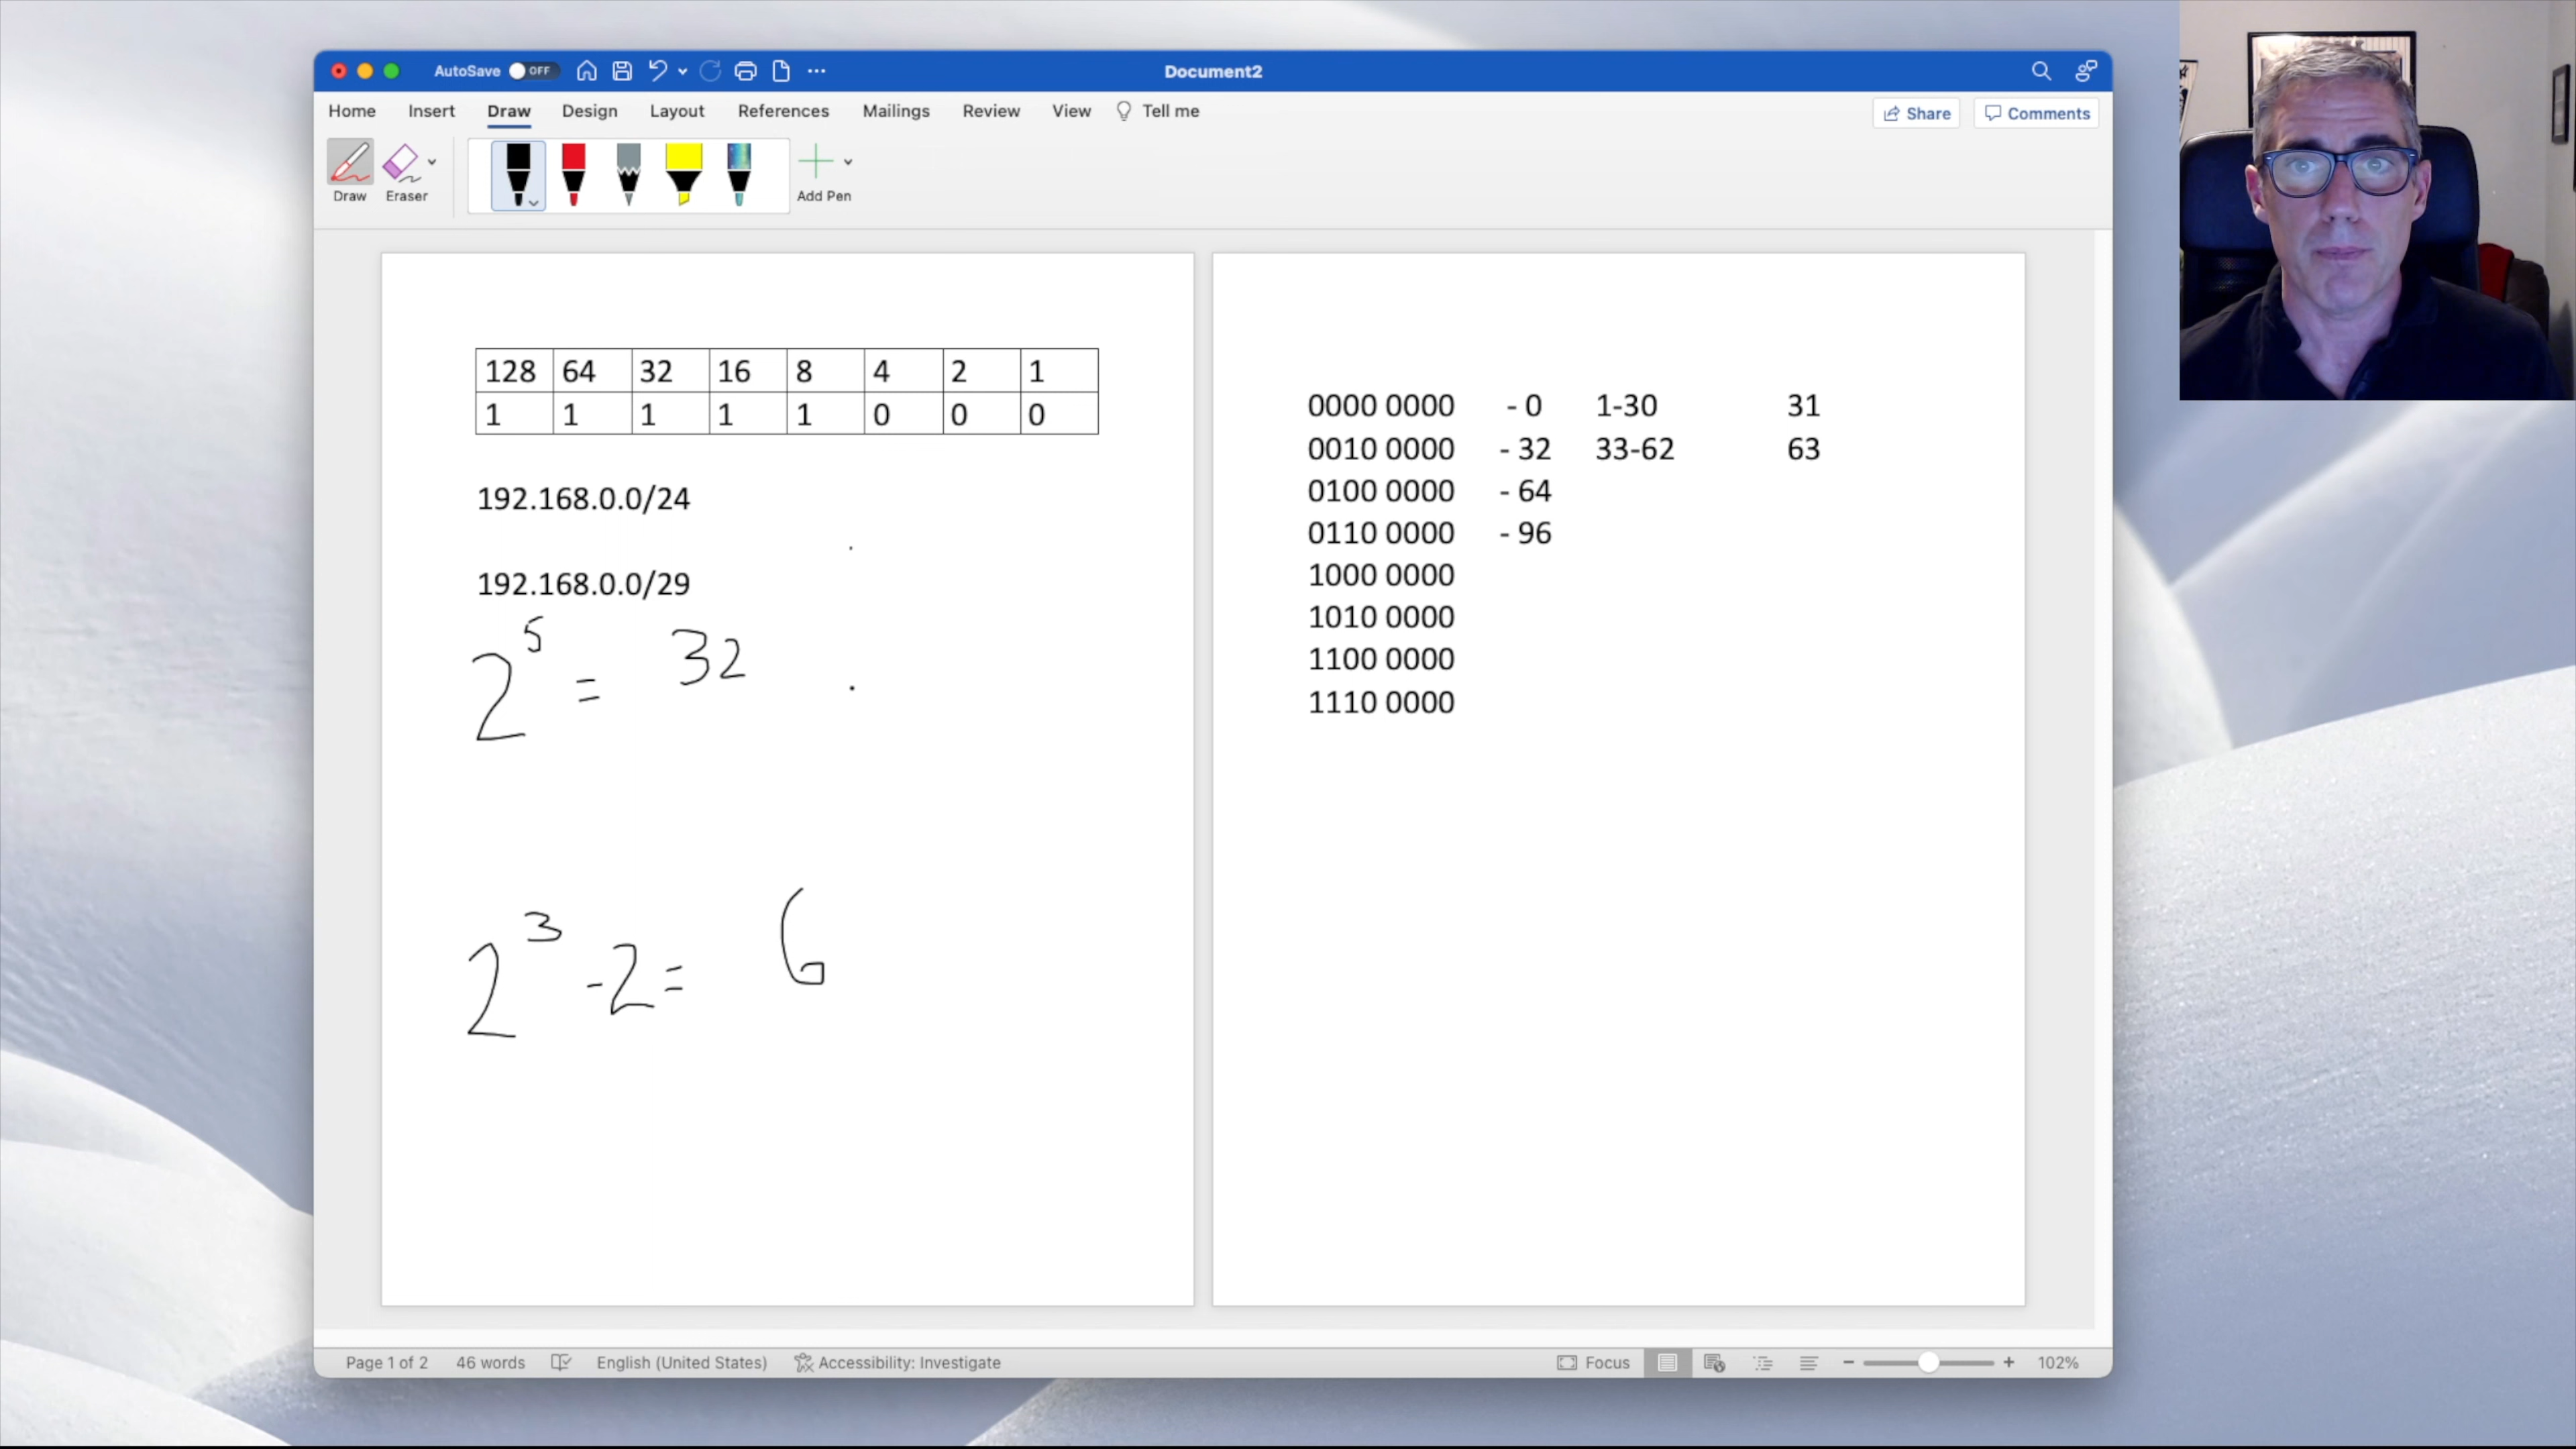 AutoSave OFF ... Document2
Home Insert Draw Design Layout References Mailings Review View Tell me Share Comments
Draw Eraser Add Pen
128 64 32 16 8 4 2 1
1 1 1 1 1 0 0 0
192.168.0.0/24
192.168.0.0/29
2^5 = 32
2^3 -2= 6
0000 0000 - 0 1-30 31
0010 0000 - 32 33-62 63
0100 0000 - 64
0110 0000 - 96
1000 0000
1010 0000
1100 0000
1110 0000
Page 1 of 2 46 words English (United States) Accessibility: Investigate Focus 102%